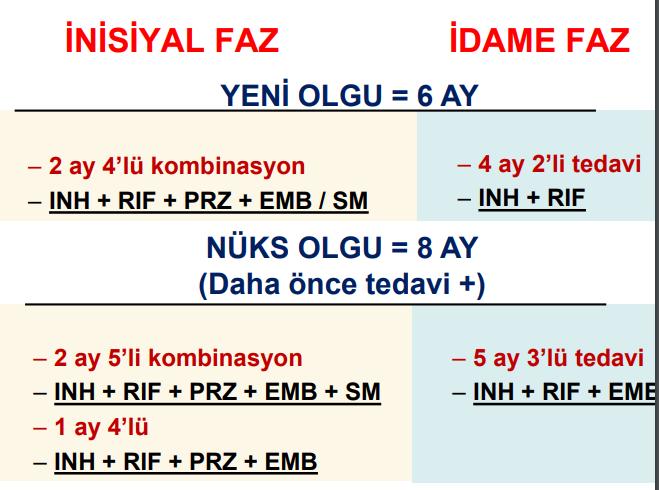 İNİSİYAL FAZ İDAME FAZ
YENİ OLGU = 6 AY
– 2 ay 4’lü kombinasyon
– INH + RIF + PRZ + EMB / SM
– 4 ay 2’li tedavi
– INH + RIF
NÜKS OLGU = 8 AY
(Daha önce tedavi +)
– 2 ay 5’li kombinasyon
– INH + RIF + PRZ + EMB + SM
– 1 ay 4’lü
– INH + RIF + PRZ + EMB
– 5 ay 3’lü tedavi
– INH + RIF + EMB